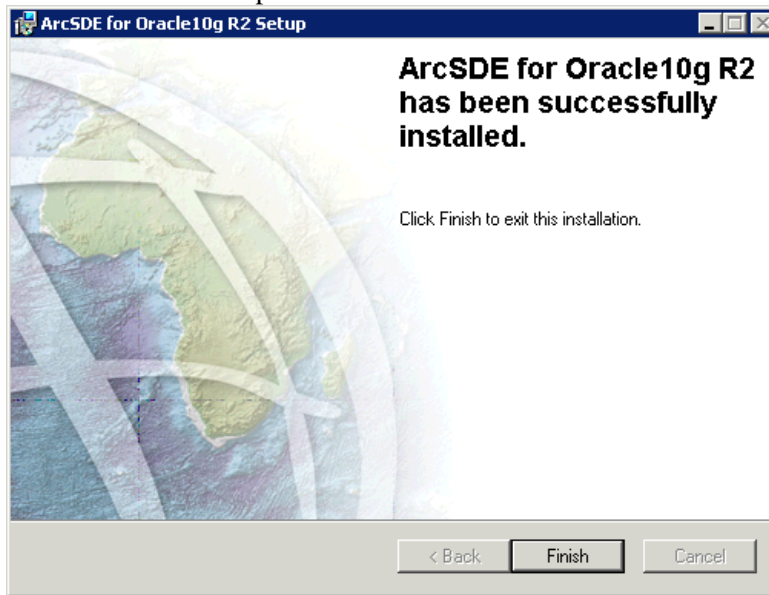 ArcSDE for Oracle10g R2 Setup
ArcSDE for Oracle10g R2
has been successfully
installed.
Click Finish to exit this installation.
< Back
Finish
Cancel